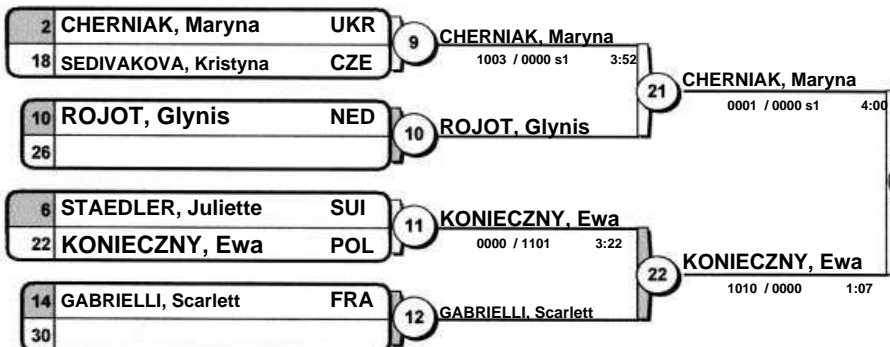 2 CHERNIAK, Maryna UKR
18 SEDIVAKOVA, Kristyna CZE
9
CHERNIAK, Maryna
1003 / 0000 s1 3:52
10 ROJOT, Glynis NED
26
10
ROJOT, Glynis
21
CHERNIAK, Maryna
0001 / 0000 s1 4:00
6 STAEDLER, Juliette SUI
22 KONIECZNY, Ewa POL
11
KONIECZNY, Ewa
0000 / 1101 3:22
14 GABRIELLI, Scarlett FRA
30
12
GABRIELLI, Scarlett
22
KONIECZNY, Ewa
1010 / 0000 1:07